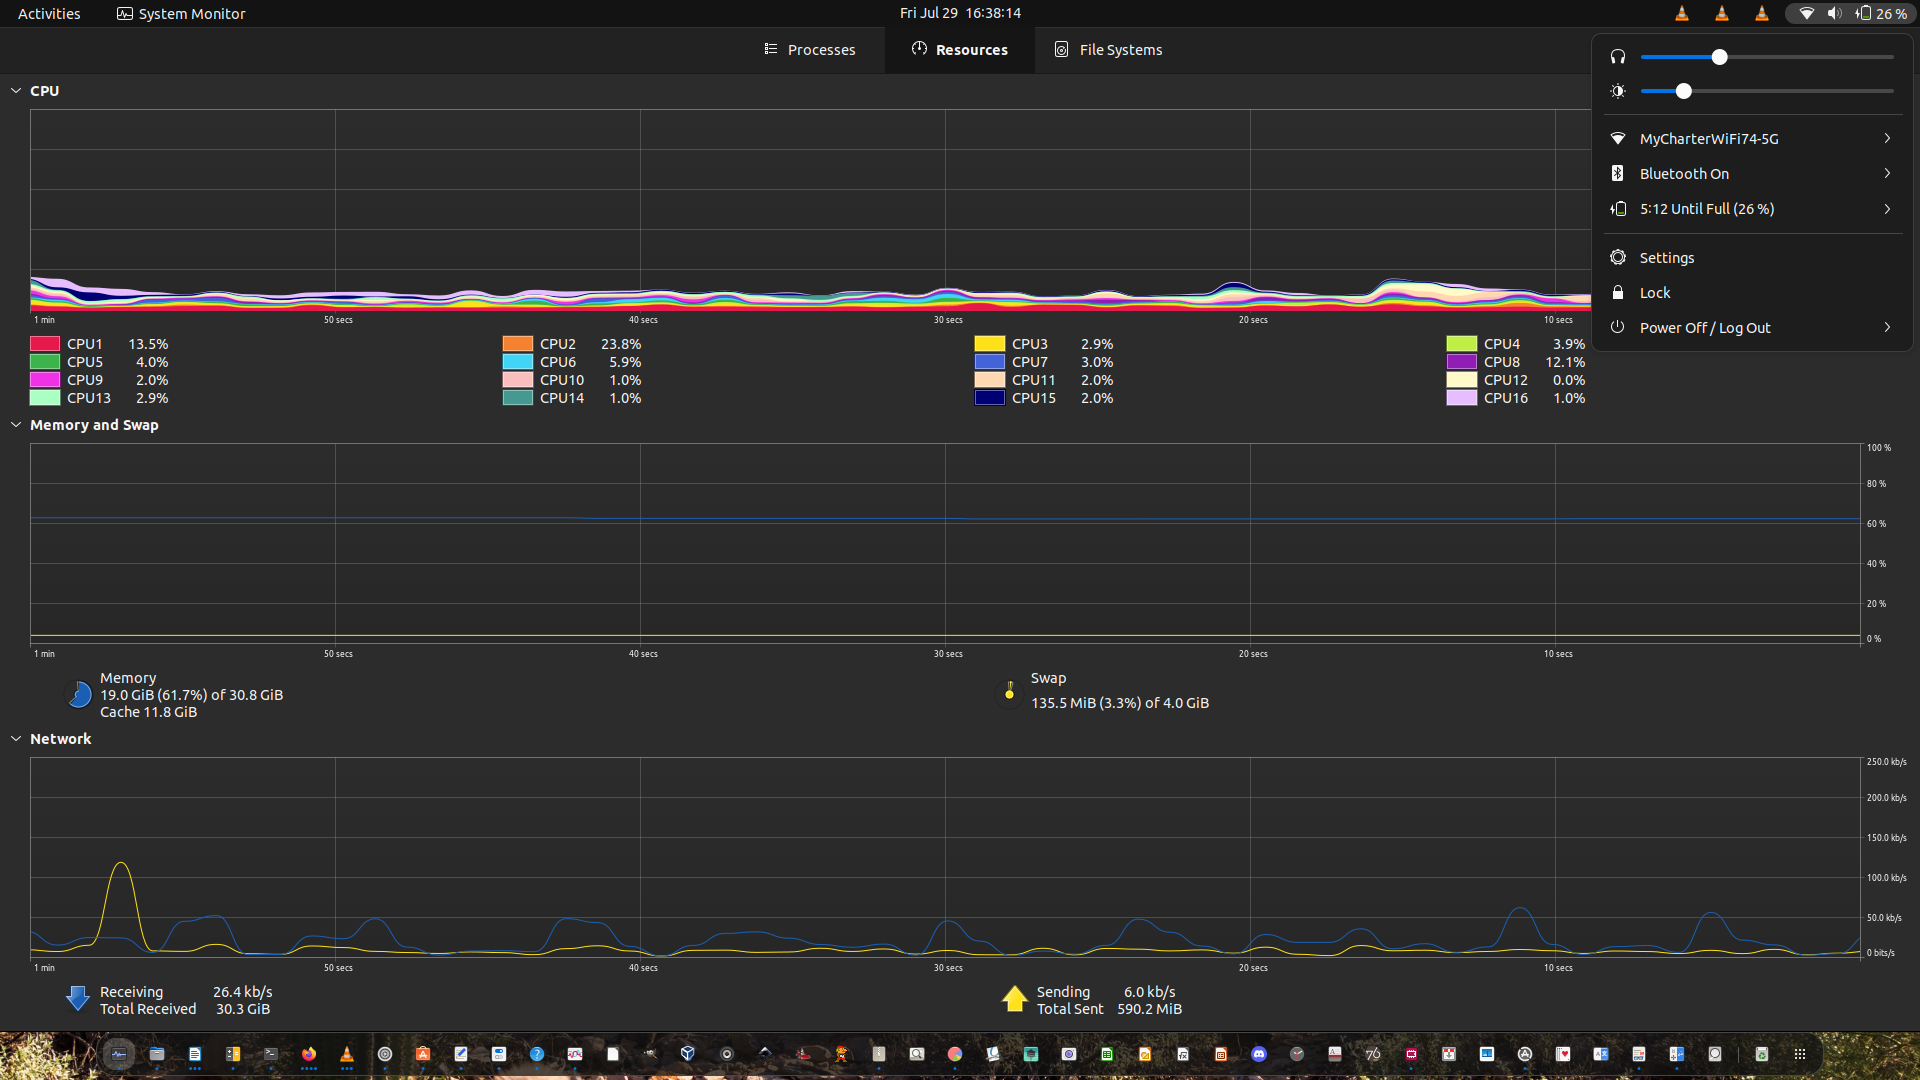 Activities
System Monitor
Fri Jul 29 16:38:14
26 %
Processes
Resources
File Systems
MyCharterWiFi74-5G
Bluetooth On
5:12 Until Full (26 %)
Settings
Lock
Power Off / Log Out
CPU
1 min 50 secs 40 secs 30 secs 20 secs 10 secs
CPU1 13.5% CPU2 23.8% CPU3 2.9% CPU4 3.9%
CPU5 4.0% CPU6 5.9% CPU7 3.0% CPU8 12.1%
CPU9 2.0% CPU10 1.0% CPU11 2.0% CPU12 0.0%
CPU13 2.9% CPU14 1.0% CPU15 2.0% CPU16 1.0%
Memory and Swap
100 %
80 %
60 %
40 %
20 %
0 %
1 min 50 secs 40 secs 30 secs 20 secs 10 secs
Memory
19.0 GiB (61.7%) of 30.8 GiB
Cache 11.8 GiB
Swap
135.5 MiB (3.3%) of 4.0 GiB
Network
250.0 kb/s
200.0 kb/s
150.0 kb/s
100.0 kb/s
50.0 kb/s
0 bits/s
1 min 50 secs 40 secs 30 secs 20 secs 10 secs
Receiving 26.4 kb/s
Total Received 30.3 GiB
Sending 6.0 kb/s
Total Sent 590.2 MiB